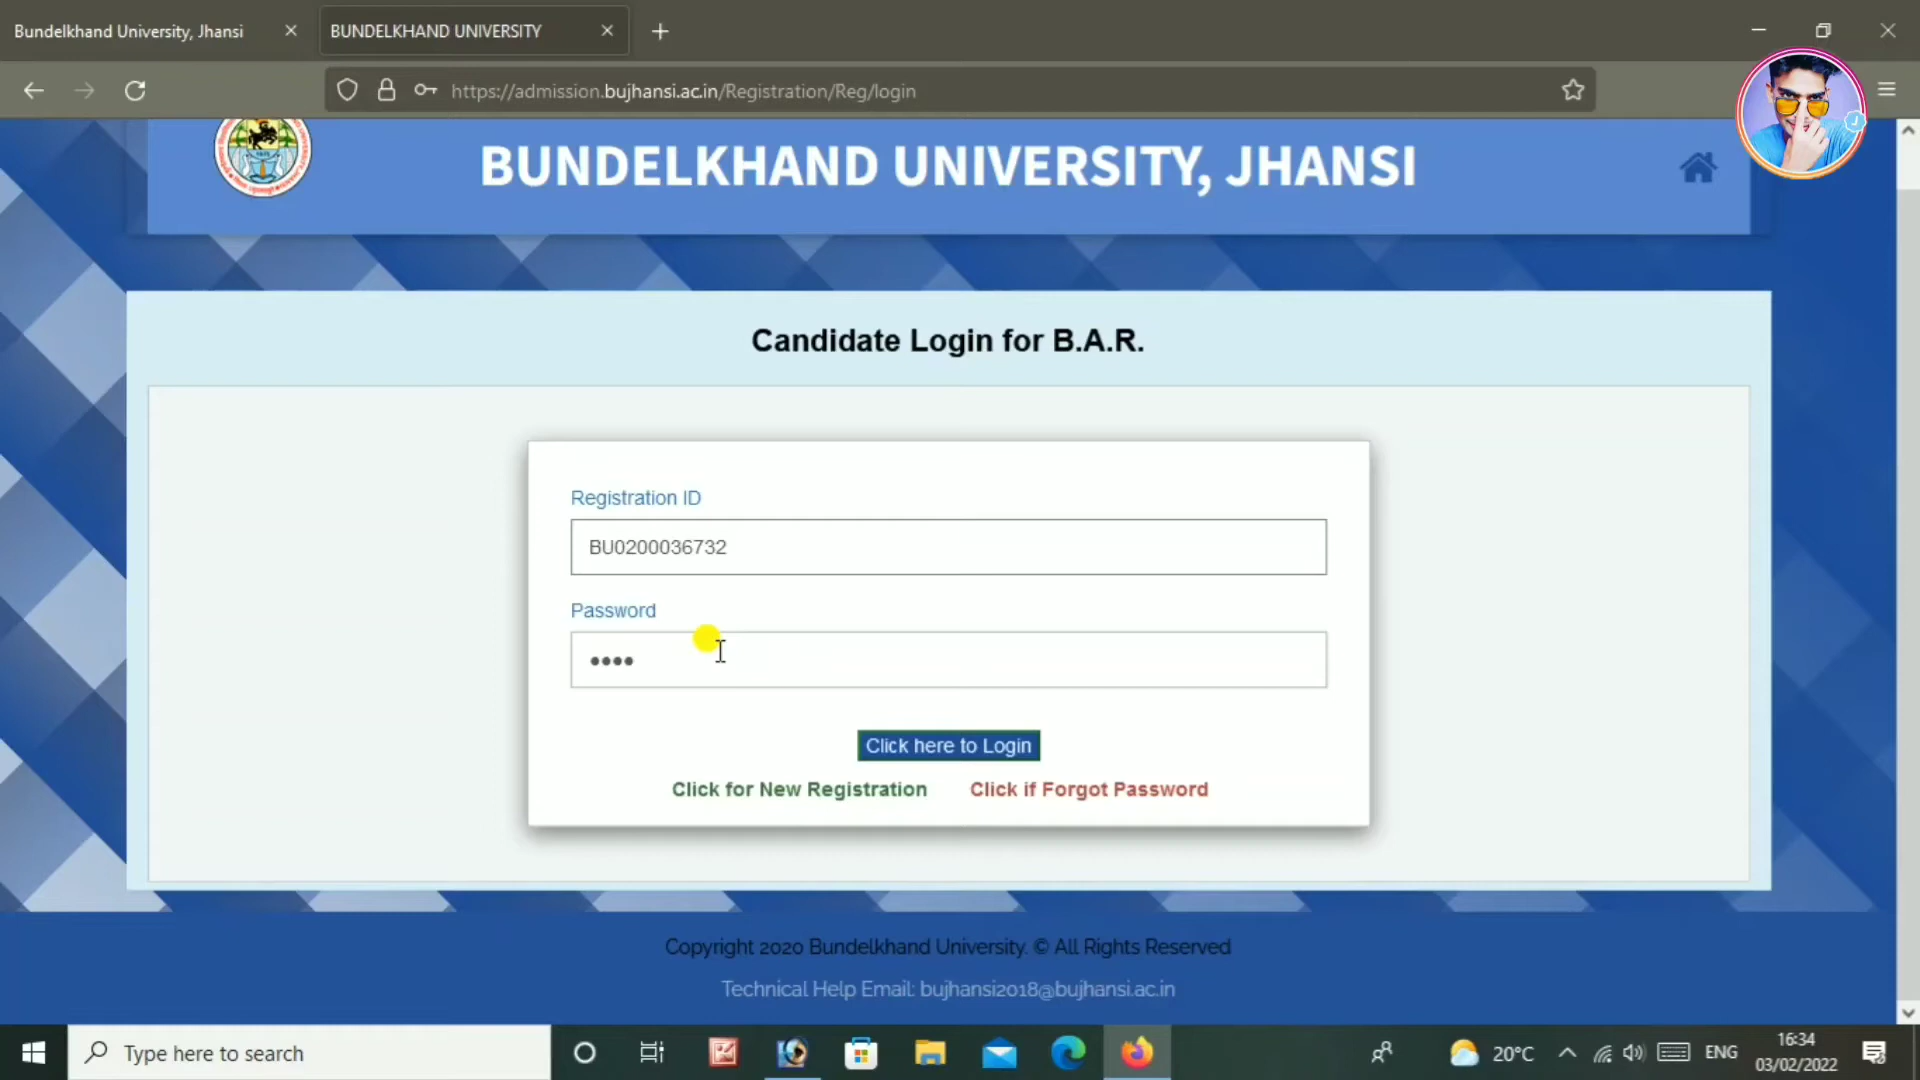 Bundelkhand University, Jhansi
BUNDELKHAND UNIVERSITY
https://admission.bujhansi.ac.in/Registration/Reg/login
BUNDELKHAND UNIVERSITY, JHANSI
Candidate Login for B.A.R.
Registration ID
BU0200036732
Password
Click here to Login
Click for New Registration
Click if Forgot Password
Copyright 2020 Bundelkhand University. © All Rights Reserved
Technical Help Email: bujhansi2018@bujhansi.ac.in
Type here to search
20°C
ENG
16:34
03/02/2022